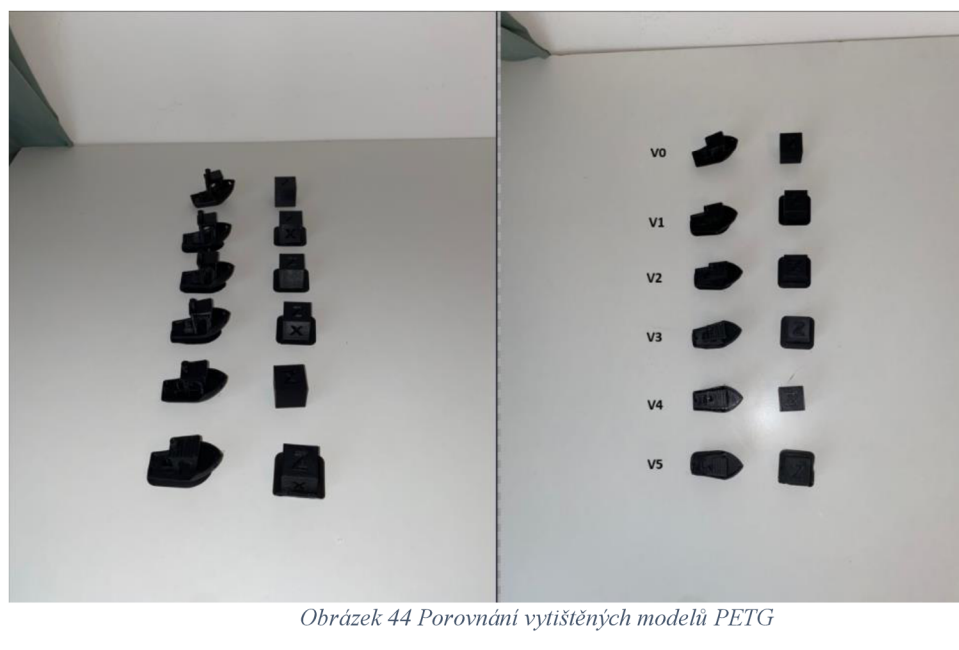 V0
V1
V2
V3
V4
V5
X
X
Z
X
Z
Z
Obrázek 44 Porovnání vytištěných modelů PETG